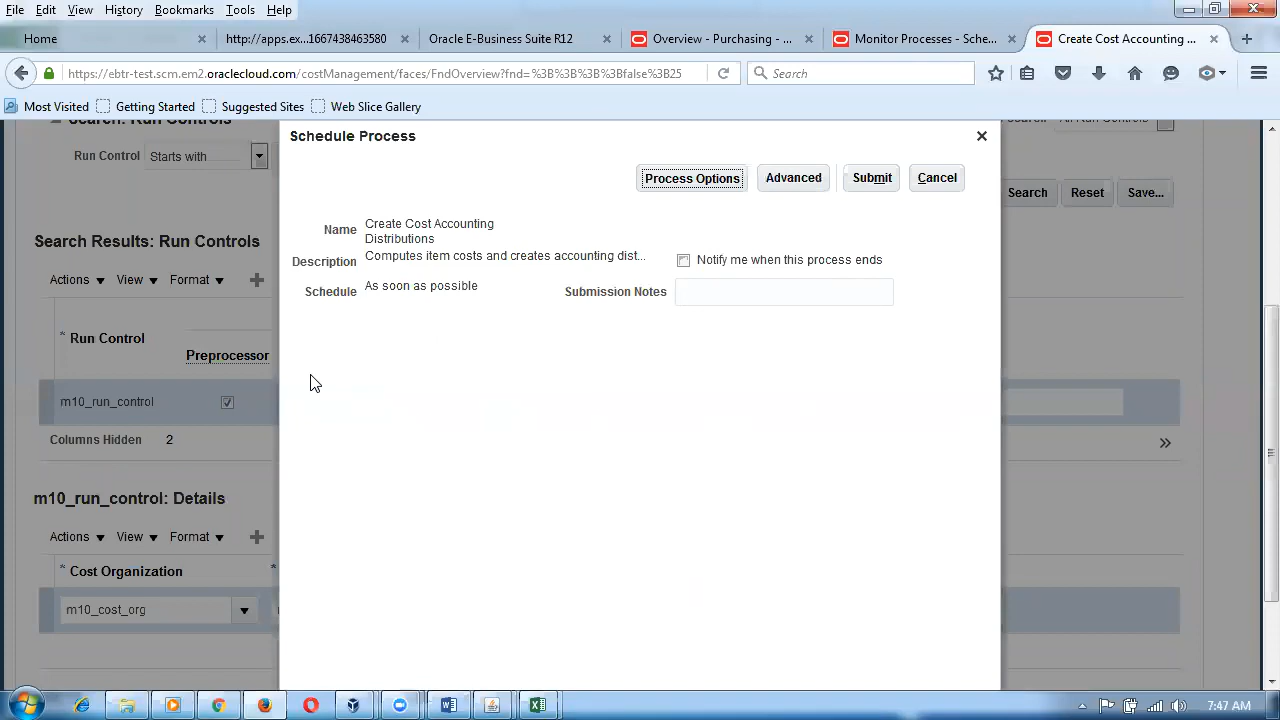 File Edit View History Bookmarks Tools Help
Home
http://apps.ex...1667438463580
Oracle E-Business Suite R12
Overview - Purchasing -...
Monitor Processes - Sche...
Create Cost Accounting ...
https://ebtr-test.scm.em2.oraclecloud.com/costManagement/faces/FndOverview?fnd=%3B%3B%3B%3Bfalse%3B25
Search
Most Visited Getting Started Suggested Sites Web Slice Gallery
Search: Run Controls
Schedule Process
Run Control Starts with
Process Options Advanced Submit Cancel
Search Reset Save...
Name Create Cost Accounting
Distributions
Search Results: Run Controls
Description Computes item costs and creates accounting dist...
Notify me when this process ends
Actions View Format
Schedule As soon as possible
Submission Notes
* Run Control
Preprocessor
m10_run_control
Columns Hidden 2
m10_run_control: Details
Actions View Format
* Cost Organization *
m10_cost_org
7:47 AM